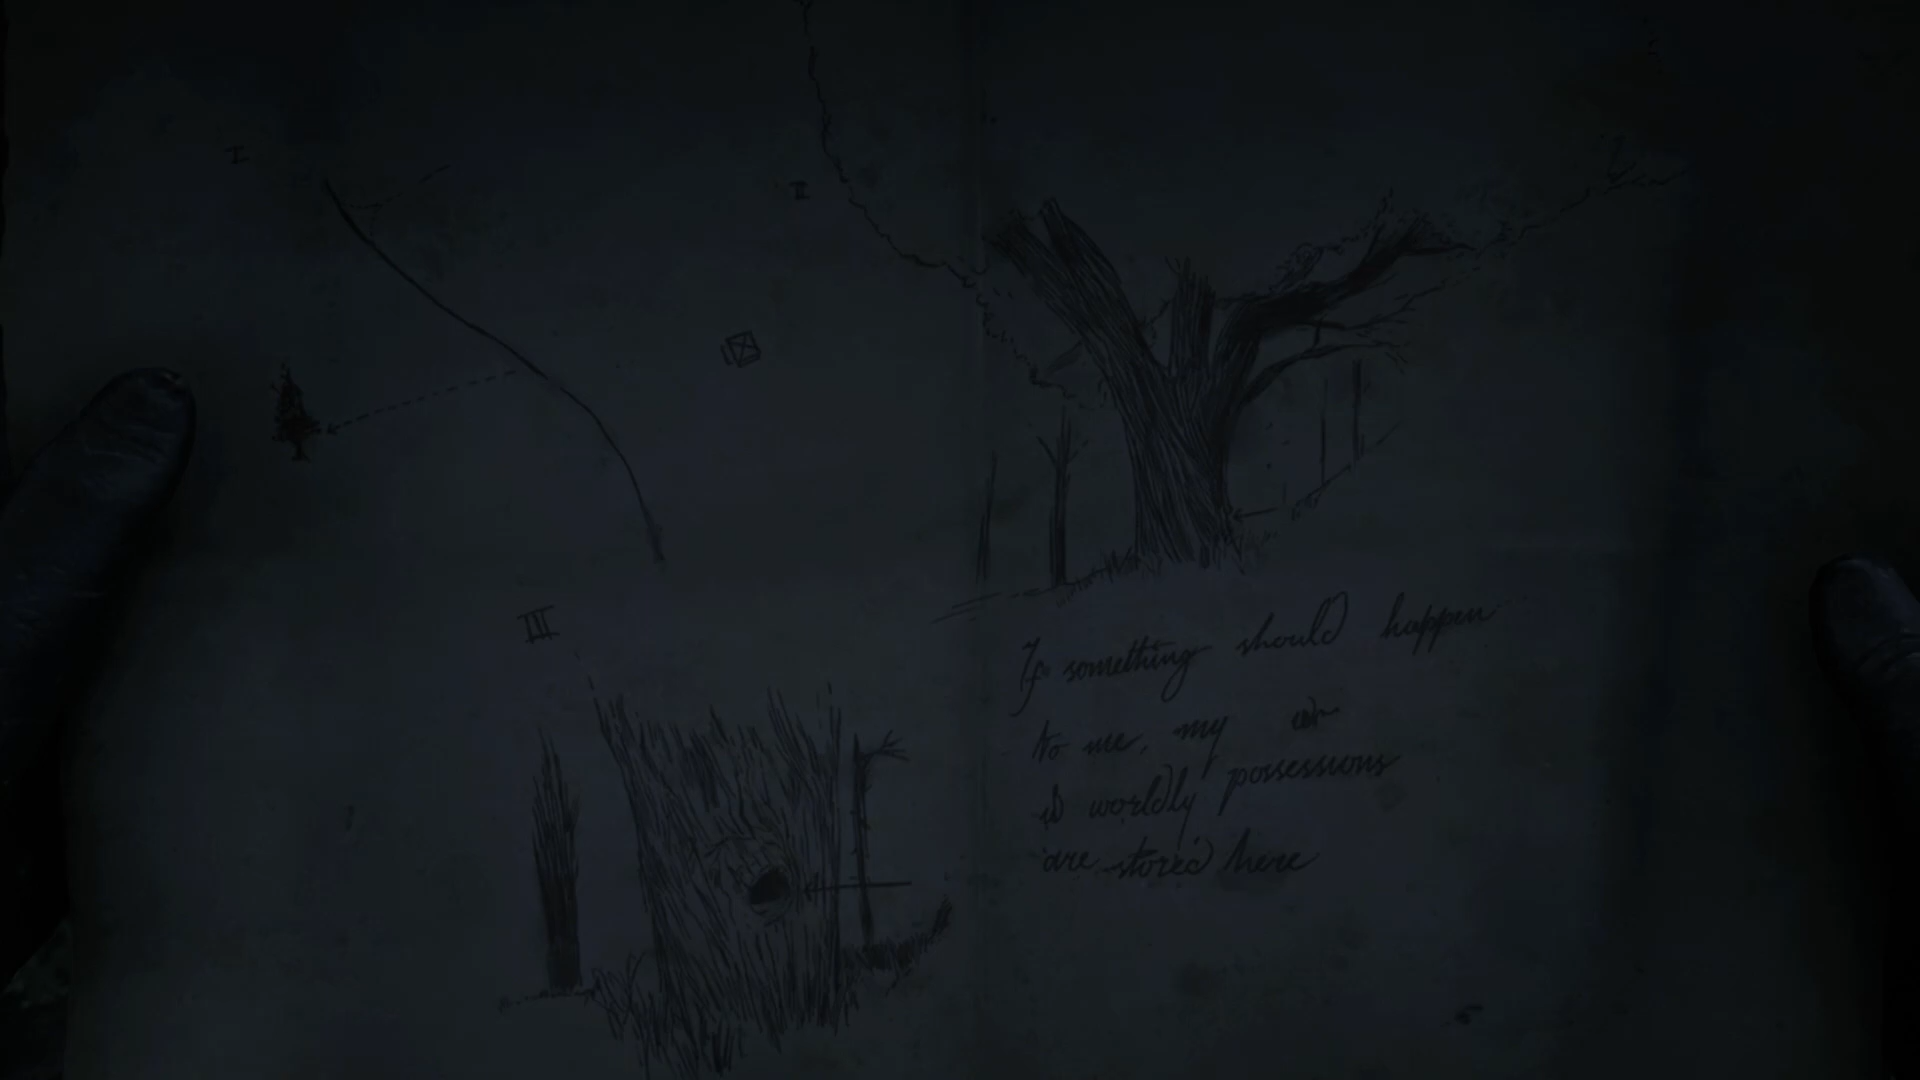 I
II
III
If something should happen
to me, my
worldly possessions
are stored here